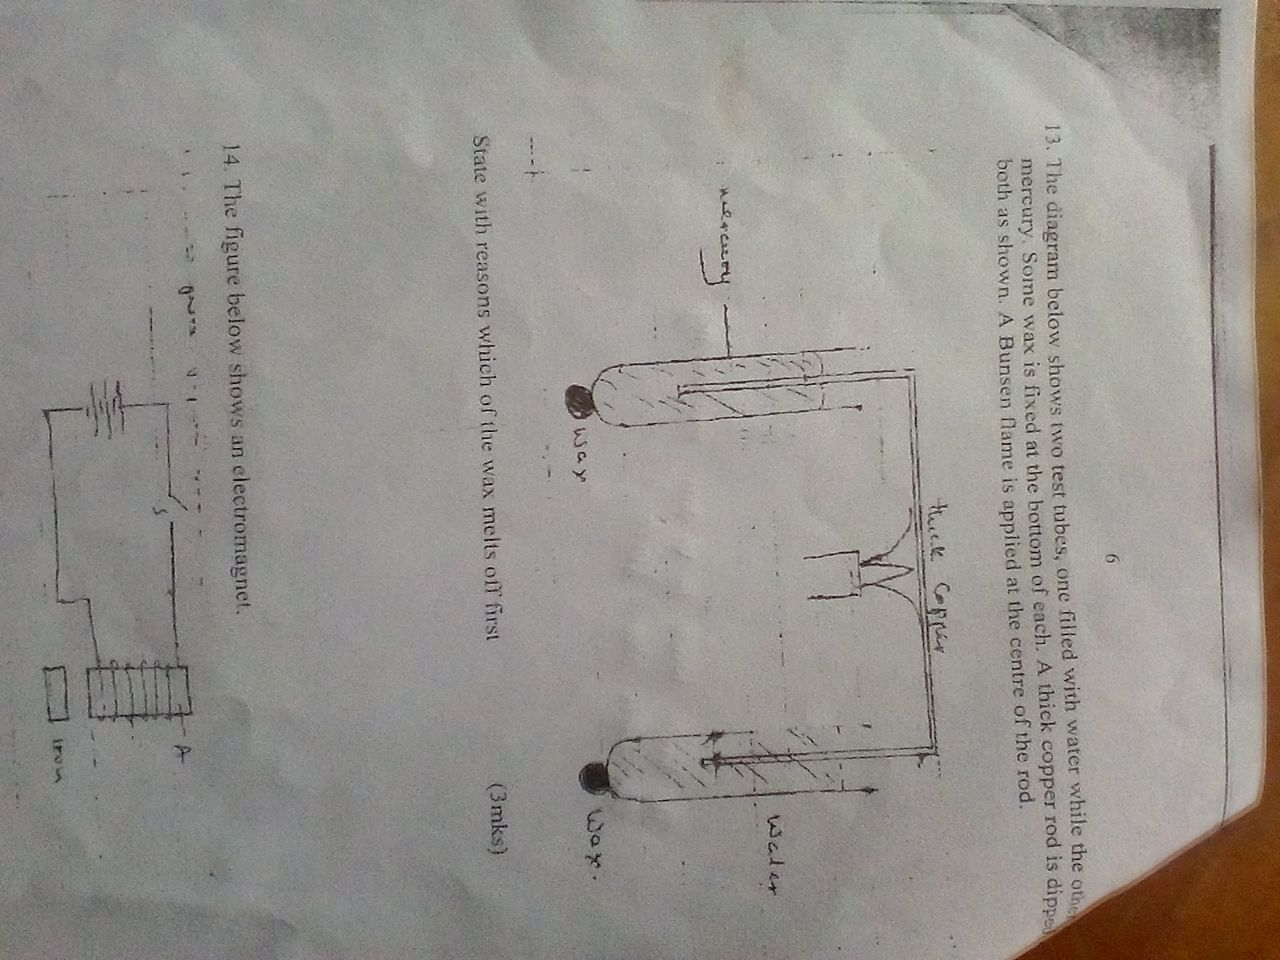 6
13. The diagram below shows two test tubes, one filled with water while the other
mercury. Some wax is fixed at the bottom of each. A thick copper rod is dipped
both as shown. A Bunsen flame is applied at the centre of the rod.
thick Copper
mercury
Water
Wax
Wax.
State with reasons which of the wax melts off first (3mks)
14. The figure below shows an electromagnet.
S
A
Iron